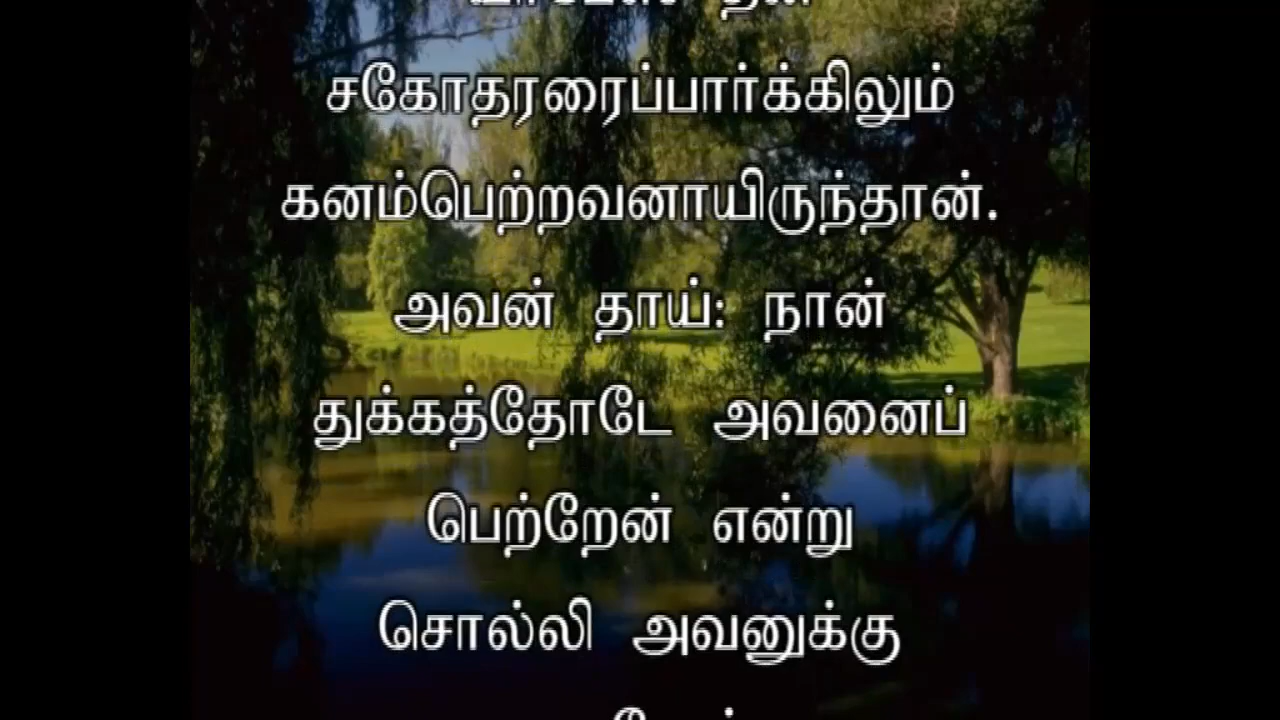 சகோதரரைப்பார்க்கிலும்
கனம்பெற்றவனாயிருந்தான்.
அவன் தாய்: நான்
துக்கத்தோடே அவனைப்
பெற்றேன் என்று
சொல்லி அவனுக்கு